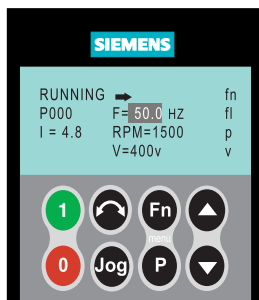 SIEMENS
RUNNING fn
P000 F= 50.0 HZ fl
I = 4.8 RPM=1500 p
V=400v v
1 Fn
menu
0 Jog P